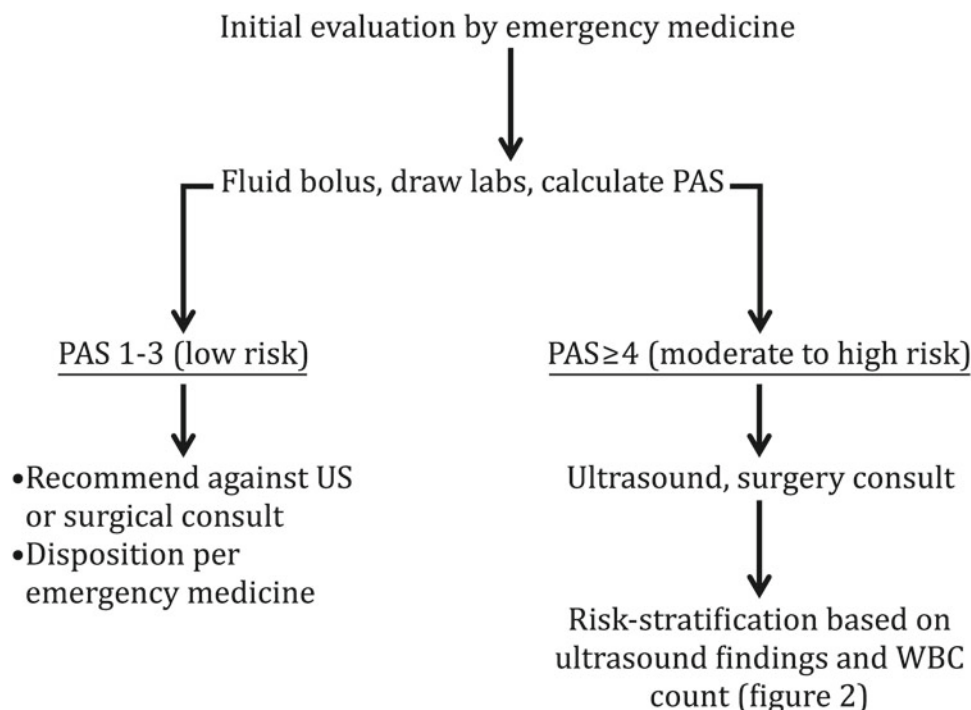 Initial evaluation by emergency medicine
Fluid bolus, draw labs, calculate PAS
PAS 1-3 (low risk)
•Recommend against US
or surgical consult
•Disposition per
emergency medicine
PAS≥4 (moderate to high risk)
Ultrasound, surgery consult
Risk-stratification based on
ultrasound findings and WBC
count (figure 2)